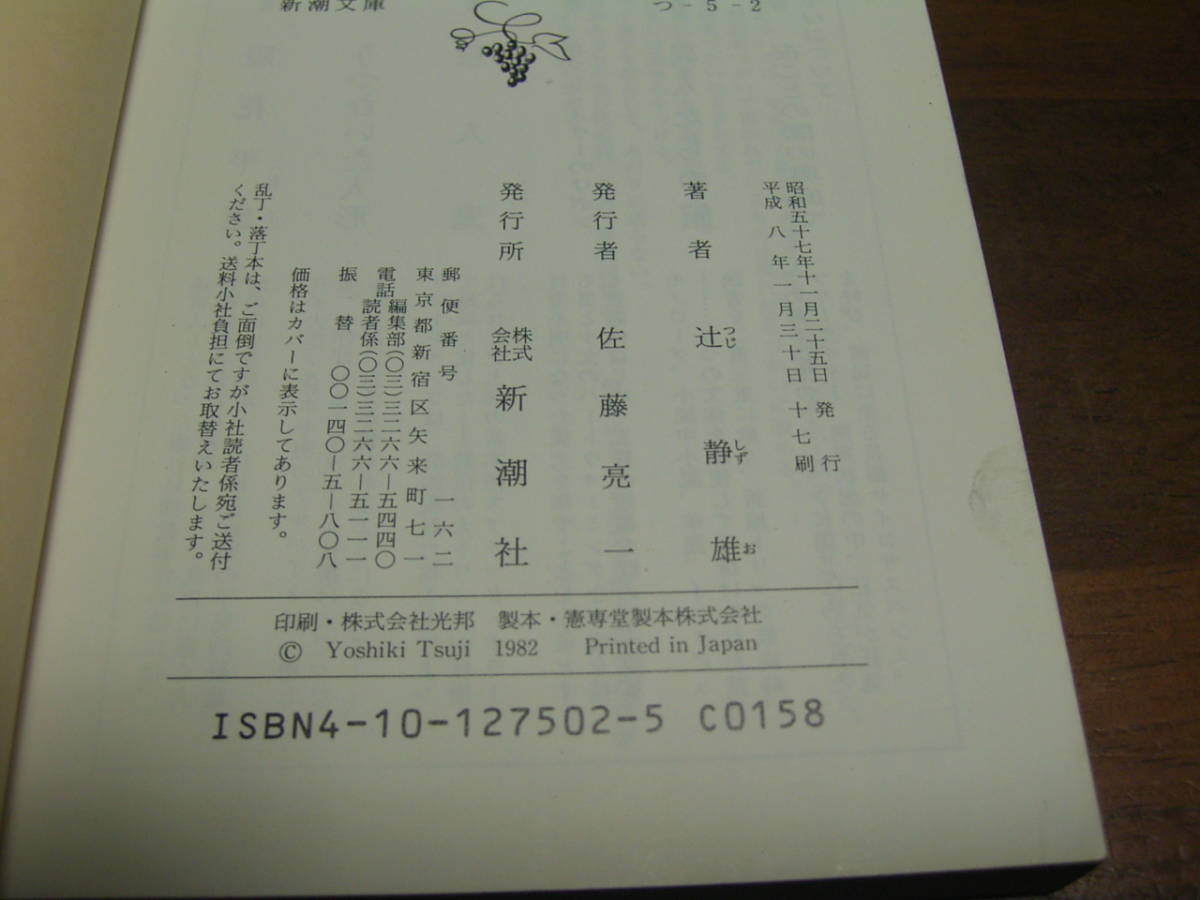 新潮文庫
つ-5-2
昭和五十七年十一月二十五日 発行
平成八年一月三十日 十七刷
著者 辻静雄
つじ しずお
発行者 佐藤亮一
発行所 株式会社 新潮社
郵便番号 一六二
東京都新宿区矢来町七一
電話 編集部(〇三)三二六六—五四四〇
読者係(〇三)三二六六—五一一一
振替 〇〇一四〇—五—八〇八
価格はカバーに表示してあります。
乱丁・落丁本は、ご面倒ですが小社読者係宛ご送付
ください。送料小社負担にてお取替えいたします。
印刷・株式会社光邦 製本・憲専堂製本株式会社
© Yoshiki Tsuji 1982 Printed in Japan
ISBN4-10-127502-5 C0158